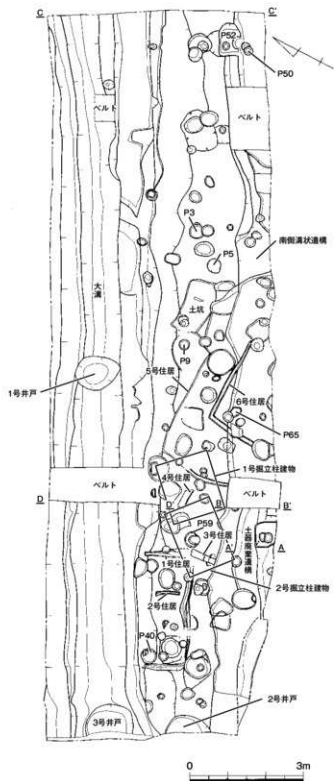 C
C'
P52
P50
ベルト
ベルト
P3
P5
南側溝状遺構
大溝
土坑
P9
1号井戸
5号住居
6号住居
P65
4号住居
1号掘立柱建物
ベルト
ベルト
D
D'
B
B'
P59
3号住居
土器廃棄遺構
A'
A
1号住居
2号掘立柱建物
2号住居
P40
3号井戸
2号井戸
0
3m